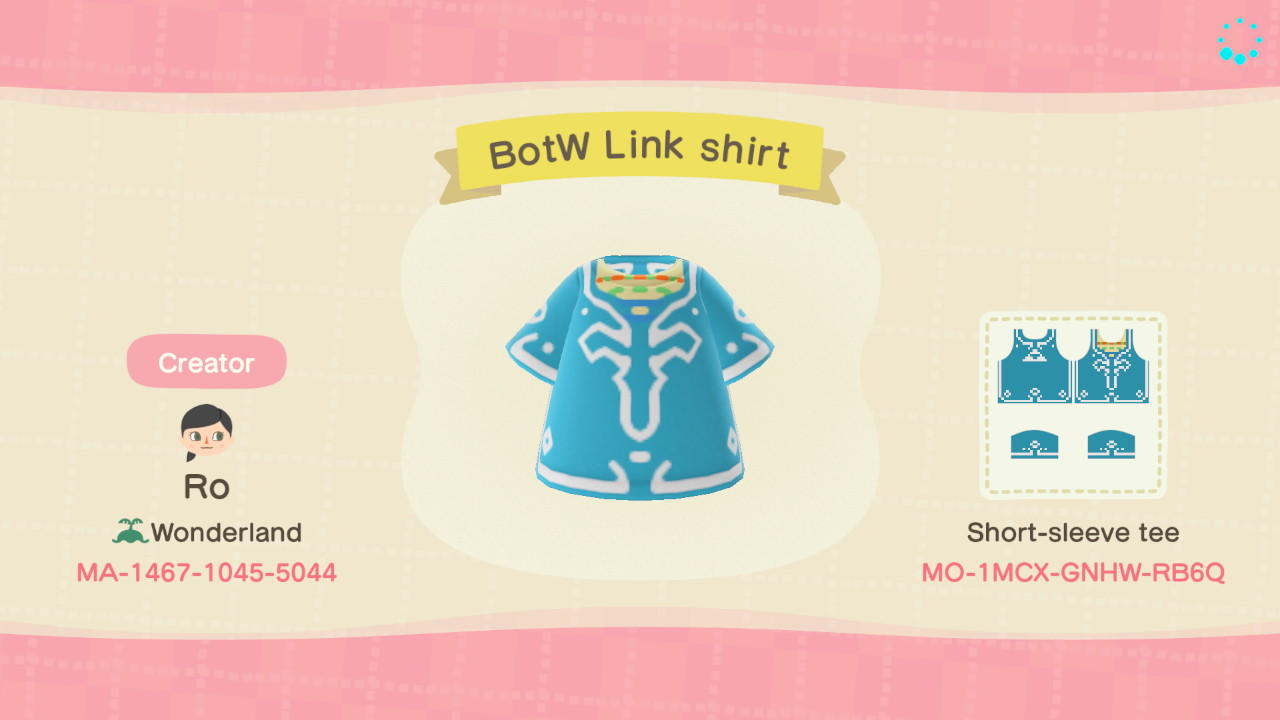 BotW Link shirt
Creator
Ro
Wonderland
MA-1467-1045-5044
Short-sleeve tee
MO-1MCX-GNHW-RB6Q